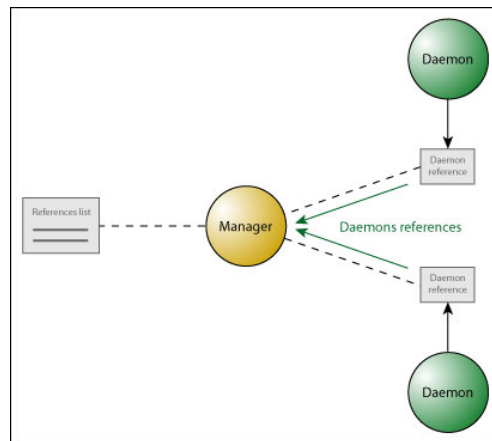 Daemon
Daemon
reference
References list
Manager
Daemons references
Daemon
reference
Daemon